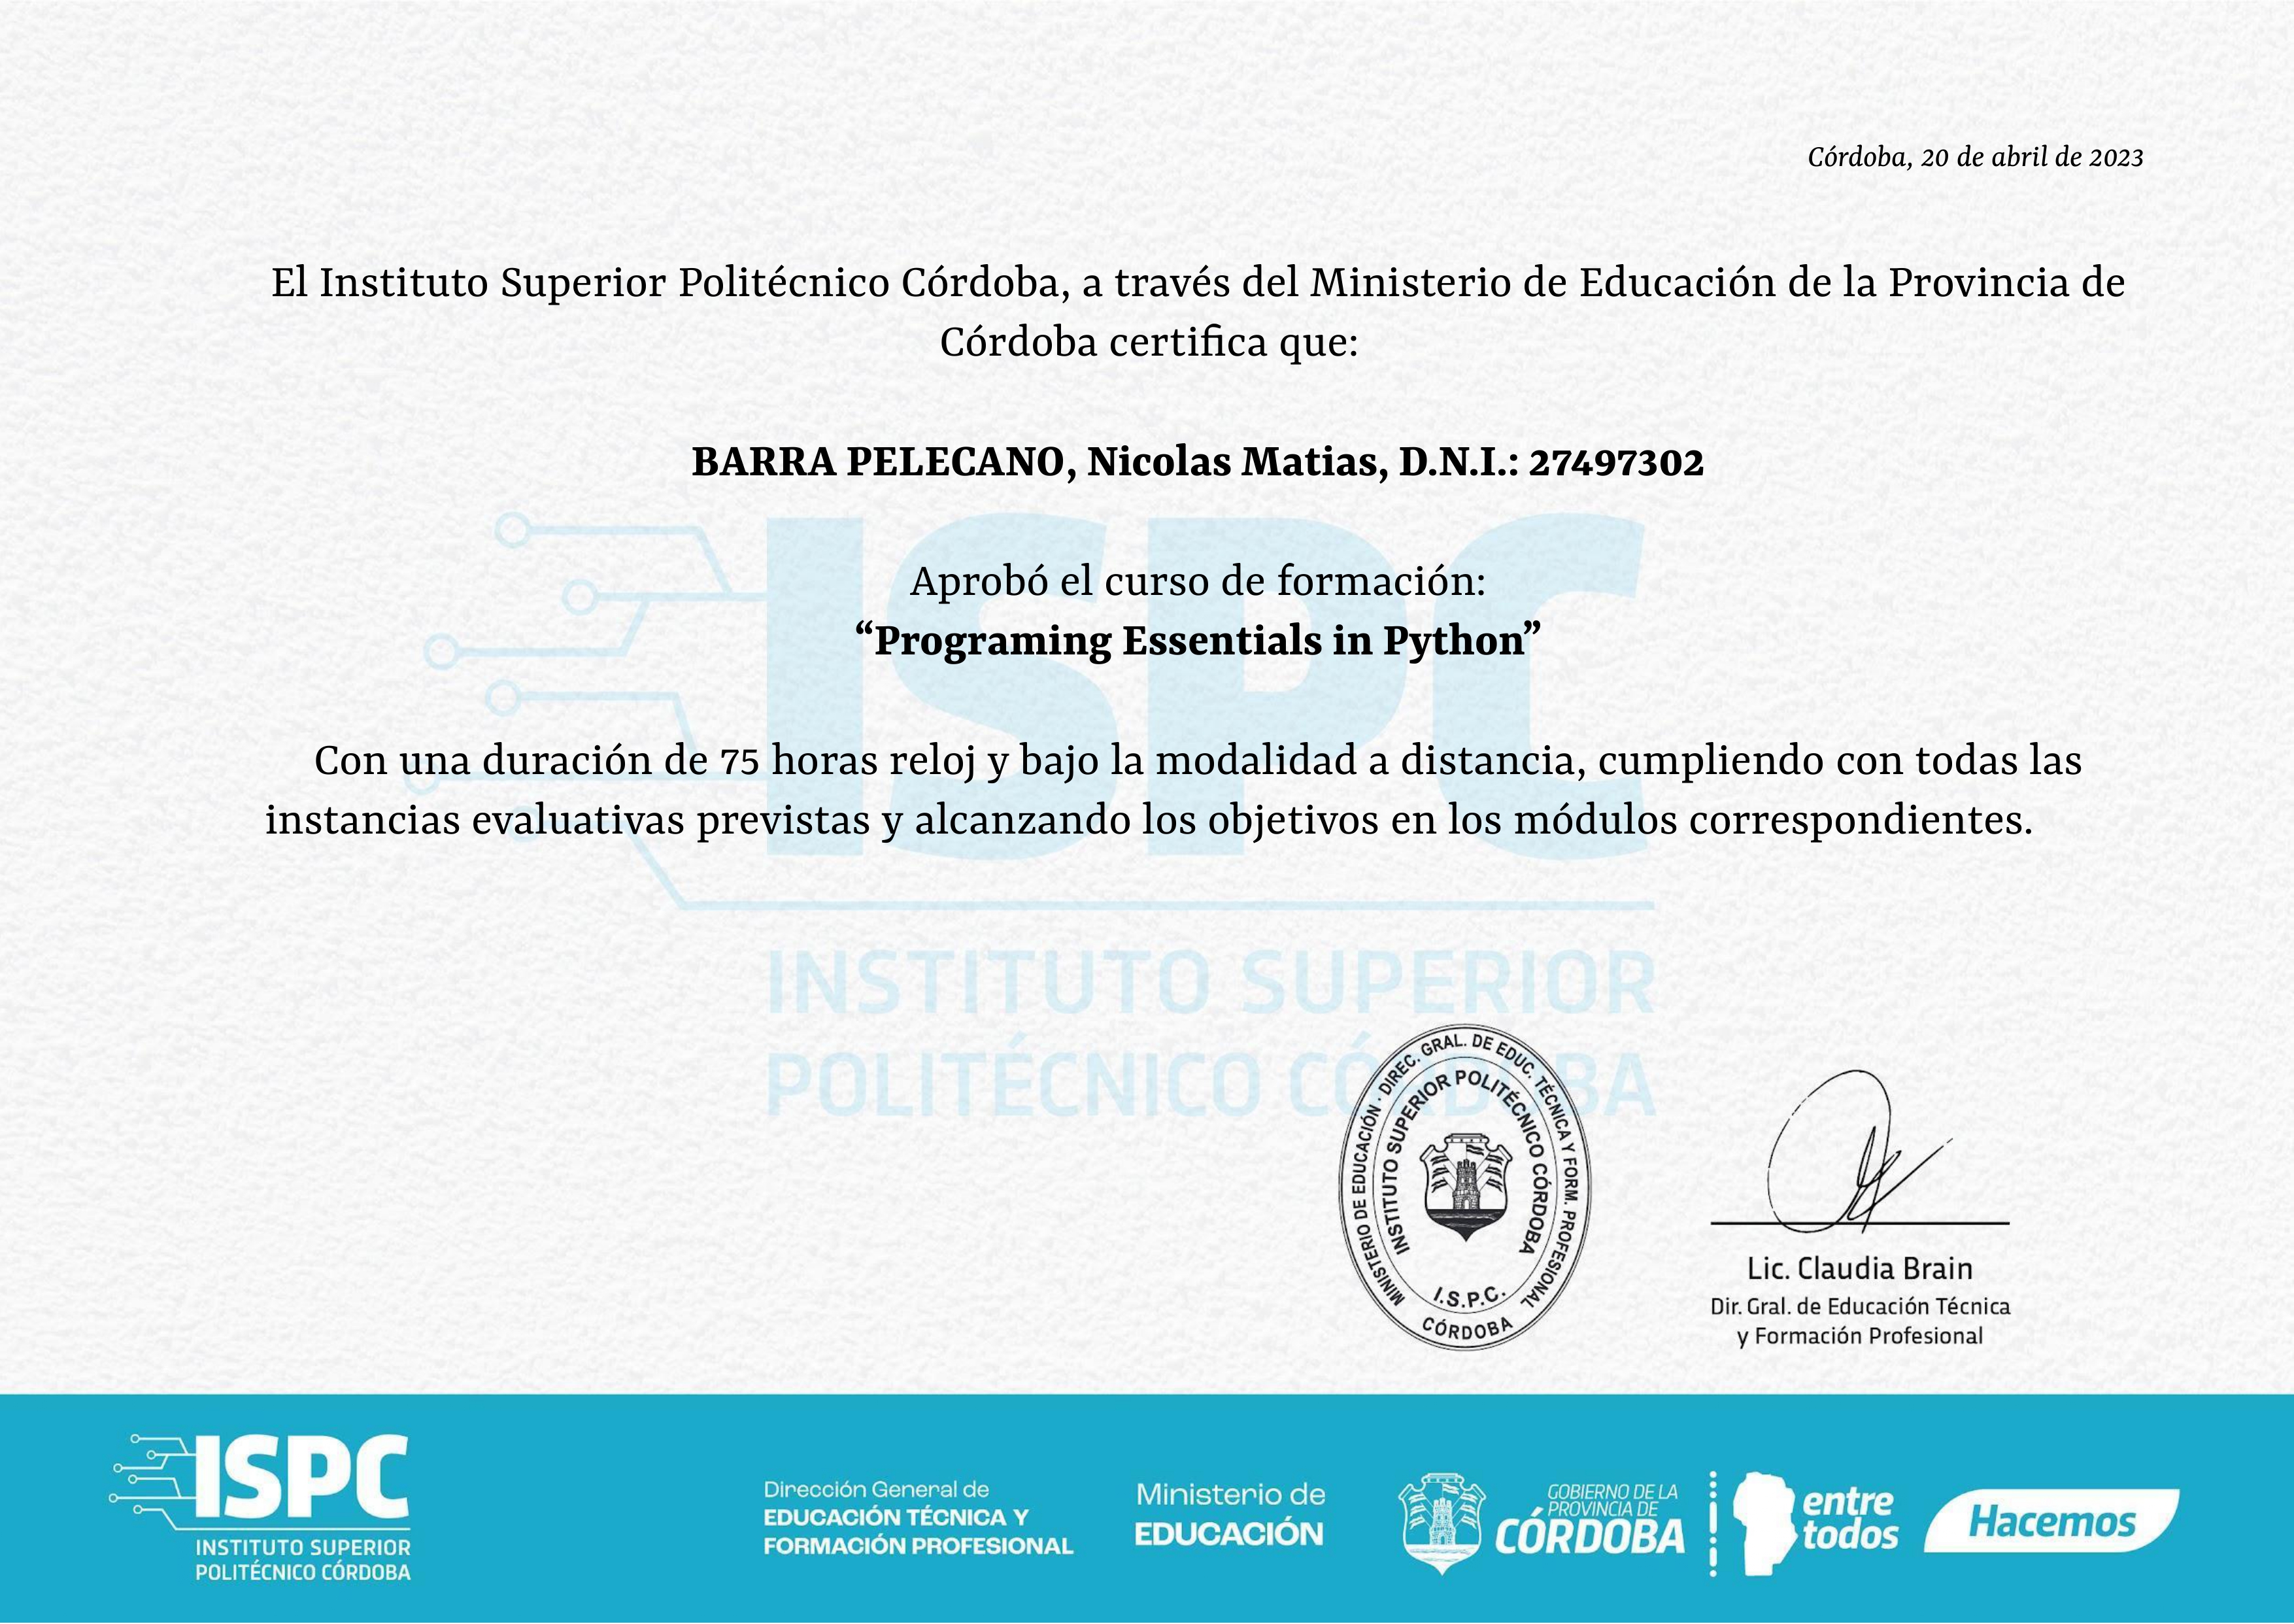 Córdoba, 20 de abril de 2023
El Instituto Superior Politécnico Córdoba, a través del Ministerio de Educación de la Provincia de
Córdoba certifica que:
BARRA PELECANO, Nicolas Matias, D.N.I.: 27497302
Aprobó el curso de formación:
“Programing Essentials in Python”
Con una duración de 75 horas reloj y bajo la modalidad a distancia, cumpliendo con todas las
instancias evaluativas previstas y alcanzando los objetivos en los módulos correspondientes.
ISPC
INSTITUTO SUPERIOR
POLITÉCNICO CÓRDOBA
MINISTERIO DE EDUCACIÓN · DIREC. GRAL. DE EDUC. TÉCNICA Y FORM. PROFESIONAL
INSTITUTO SUPERIOR POLITÉCNICO CÓRDOBA
I.S.P.C.
CÓRDOBA
Lic. Claudia Brain
Dir. Gral. de Educación Técnica
y Formación Profesional
ISPC
INSTITUTO SUPERIOR
POLITÉCNICO CÓRDOBA
Dirección General de
EDUCACIÓN TÉCNICA Y
FORMACIÓN PROFESIONAL
Ministerio de
EDUCACIÓN
GOBIERNO DE LA
PROVINCIA DE
CÓRDOBA
entre
todos
Hacemos